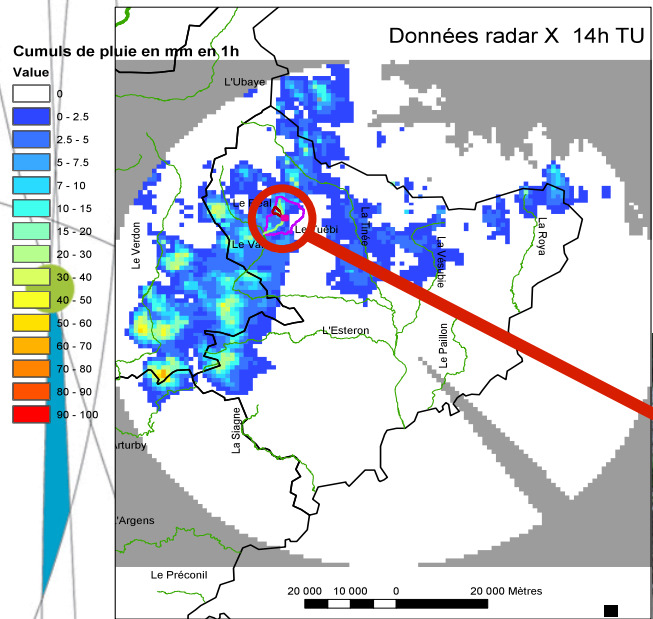 Données radar X 14h TU
Cumuls de pluie en mm en 1h
Value
0
0 - 2.5
2.5 - 5
5 - 7.5
7 - 10
10 - 15
15 - 20
20 - 30
30 - 40
40 - 50
50 - 60
60 - 70
70 - 80
80 - 90
90 - 100
L'Ubaye
Le Verdon
Le Tuébi
La Tinée
La Vésubie
La Roya
L'Esteron
Le Paillon
La Siagne
rturby
'Argens
Le Préconil
20 000 10 000 0 20 000 Mètres